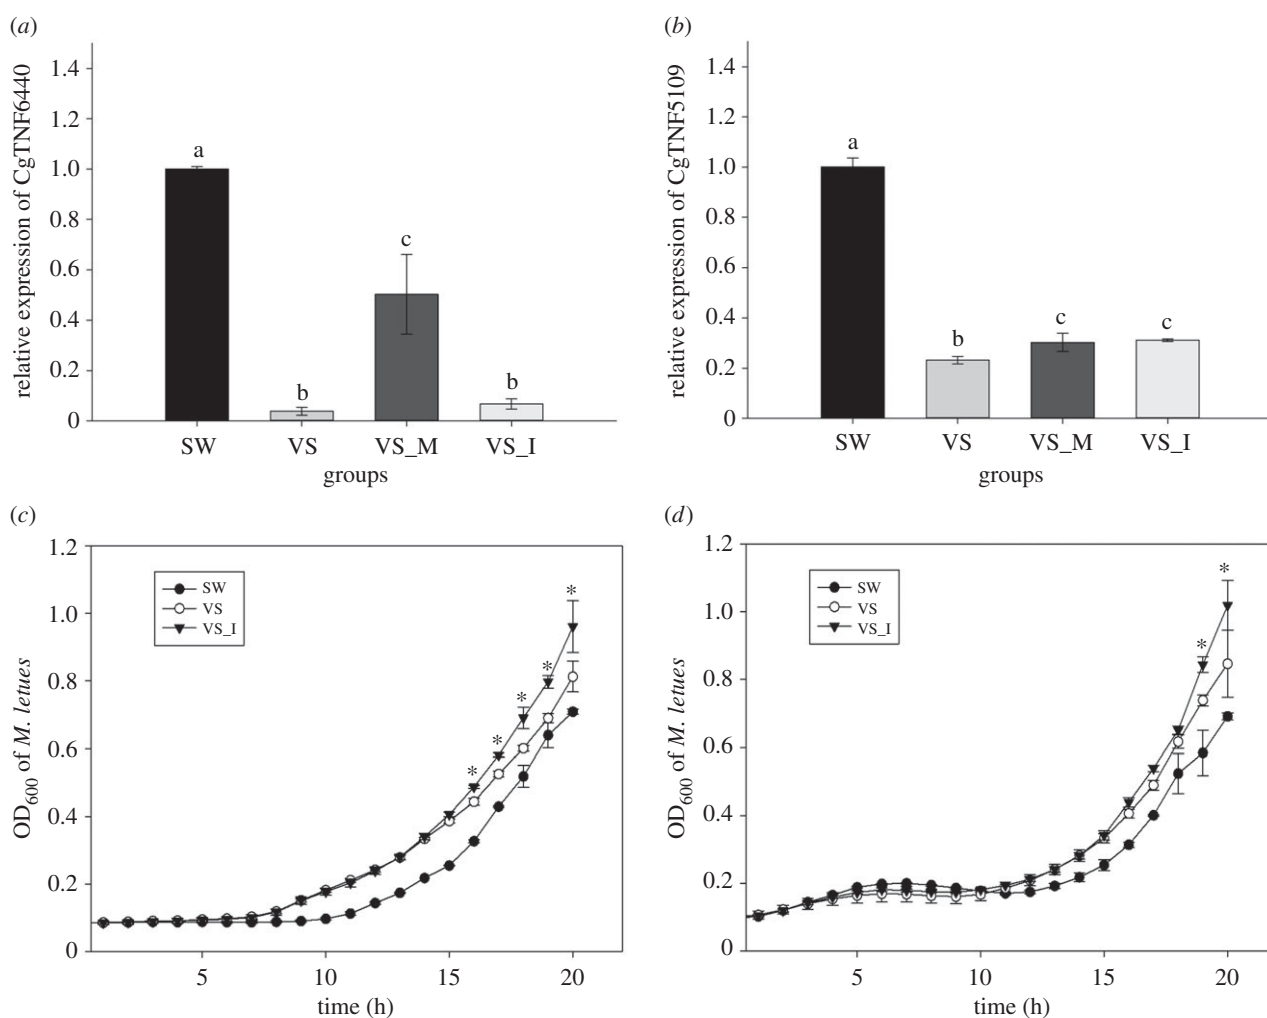 (a)
relative expression of CgTNF6440
1.4
1.2
1.0
0.8
0.6
0.4
0.2
0
a
b
c
b
SW VS VS_M VS_I
groups
(b)
relative expression of CgTNF5109
1.4
1.2
1.0
0.8
0.6
0.4
0.2
0
a
b
c
c
SW VS VS_M VS_I
groups
(c)
OD600 of M. letues
1.2
1.0
0.8
0.6
0.4
0.2
0
SW
VS
VS_I
* * * * *
5 10 15 20
time (h)
(d)
OD600 of M. letues
1.2
1.0
0.8
0.6
0.4
0.2
0
SW
VS
VS_I
* *
5 10 15 20
time (h)